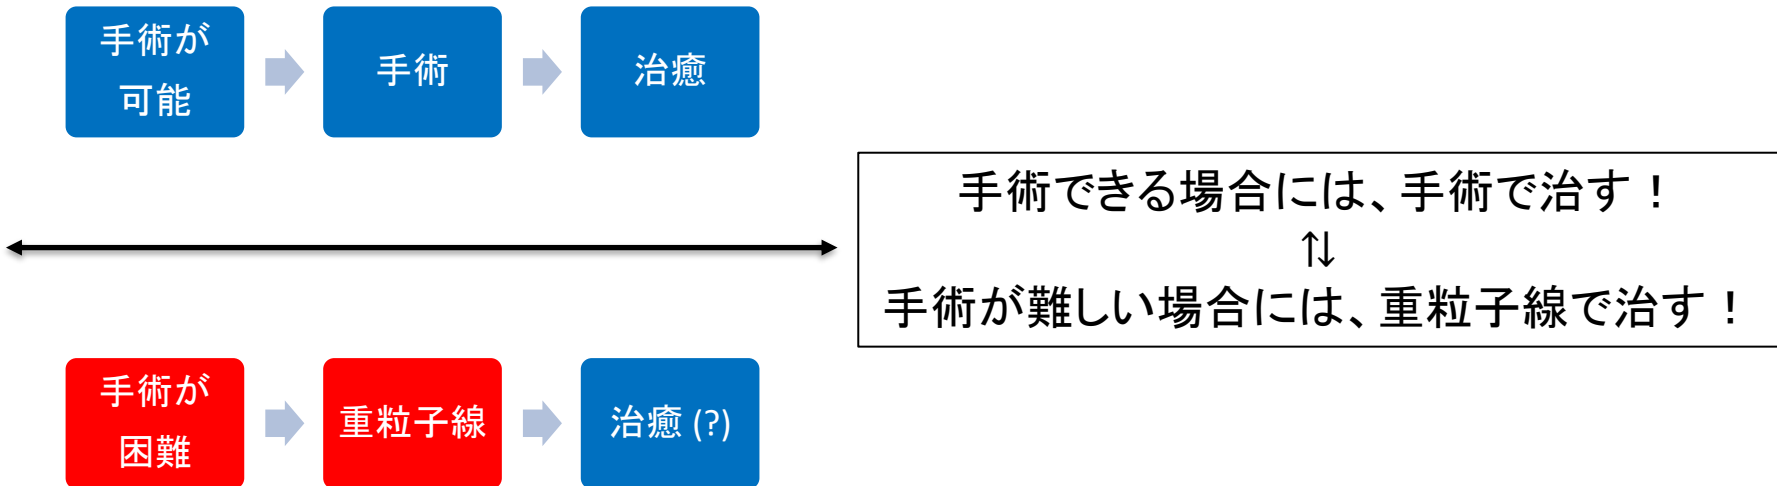 手術が
可能
手術
治癒
手術できる場合には、手術で治す！
⇅
手術が難しい場合には、重粒子線で治す！
手術が
困難
重粒子線
治癒 (?)